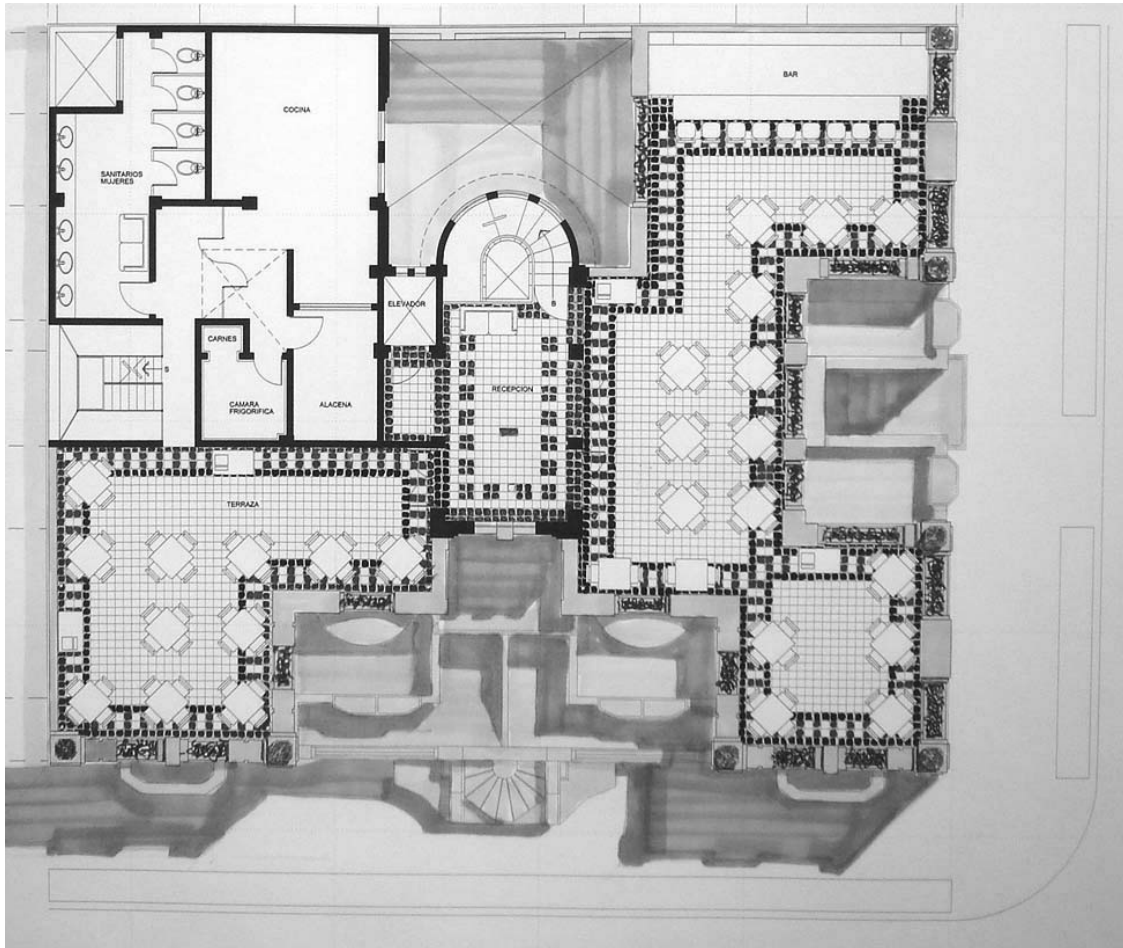 BAR
COCINA
SANITARIOS
MUJERES
ELEVADOR
S
CARNES
S
RECEPCION
CAMARA
FRIGORIFICA
ALACENA
TERRAZA